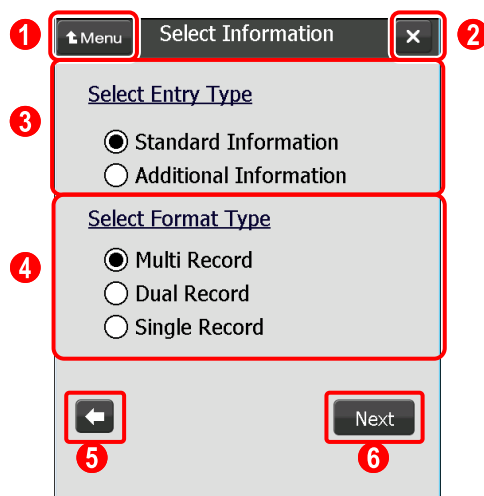 1 Menu Select Information × 2
3
Select Entry Type
Standard Information
Additional Information
4
Select Format Type
Multi Record
Dual Record
Single Record
Next
5 6